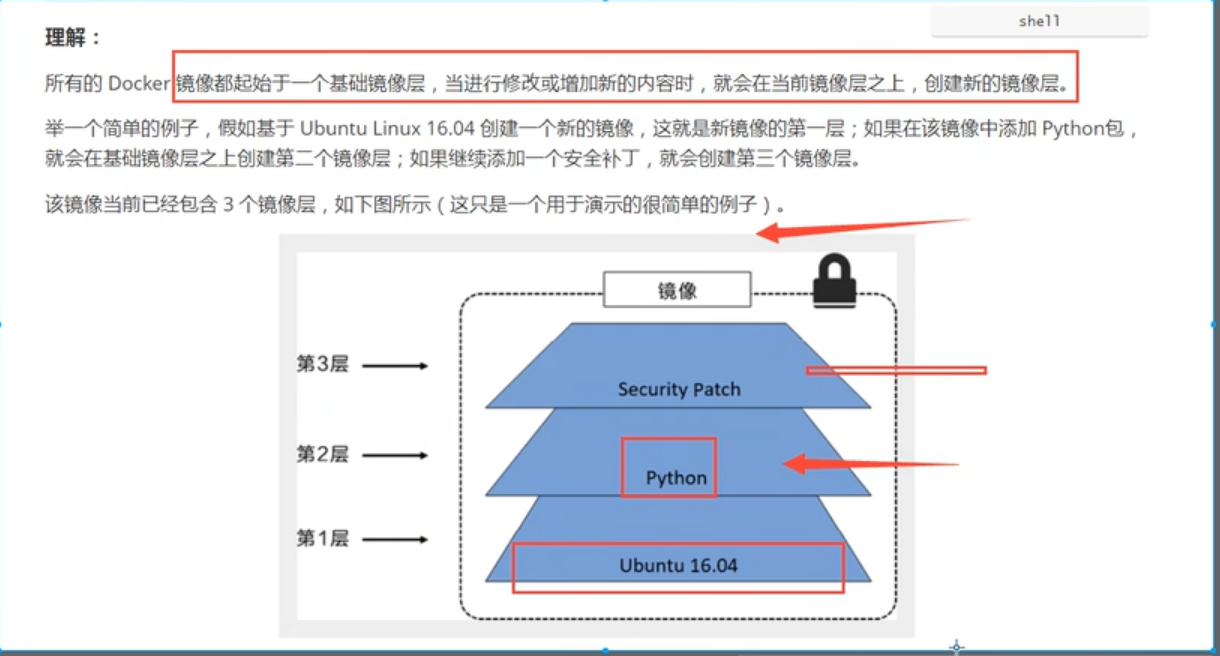 shell
理解：
所有的 Docker 镜像都起始于一个基础镜像层，当进行修改或增加新的内容时，就会在当前镜像层之上，创建新的镜像层。
举一个简单的例子，假如基于 Ubuntu Linux 16.04 创建一个新的镜像，这就是新镜像的第一层；如果在该镜像中添加 Python包，
就会在基础镜像层之上创建第二个镜像层；如果继续添加一个安全补丁，就会创建第三个镜像层。
该镜像当前已经包含 3 个镜像层，如下图所示（这只是一个用于演示的很简单的例子）。
镜像
第3层
Security Patch
第2层
Python
第1层
Ubuntu 16.04